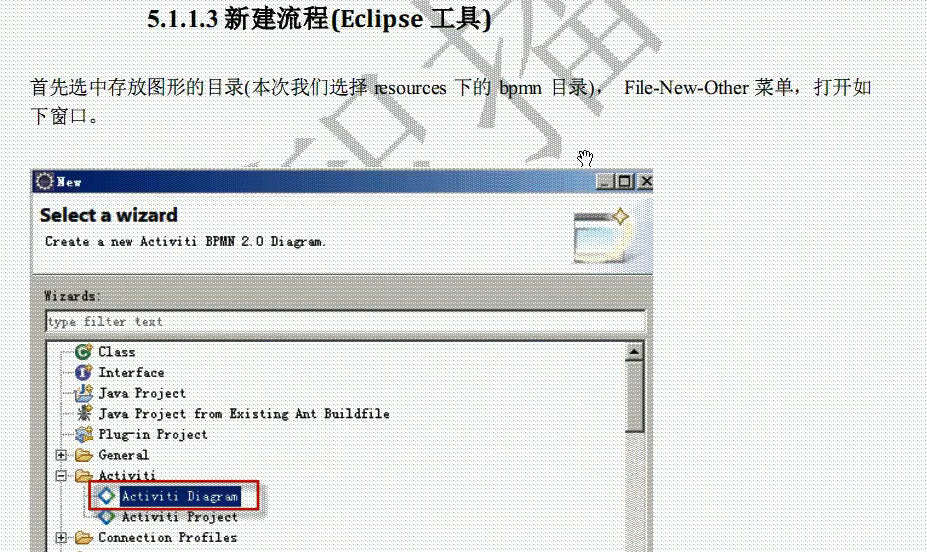 5.1.1.3 新建流程(Eclipse 工具)
首先选中存放图形的目录(本次我们选择 resources 下的 bpmn 目录)， File-New-Other 菜单，打开如
下窗口。
New
Select a wizard
Create a new Activiti BPMN 2.0 Diagram.
Wizards:
type filter text
Class
Interface
Java Project
Java Project from Existing Ant Buildfile
Plug-in Project
General
Activiti
Activiti Diagram
Activiti Project
Connection Profiles